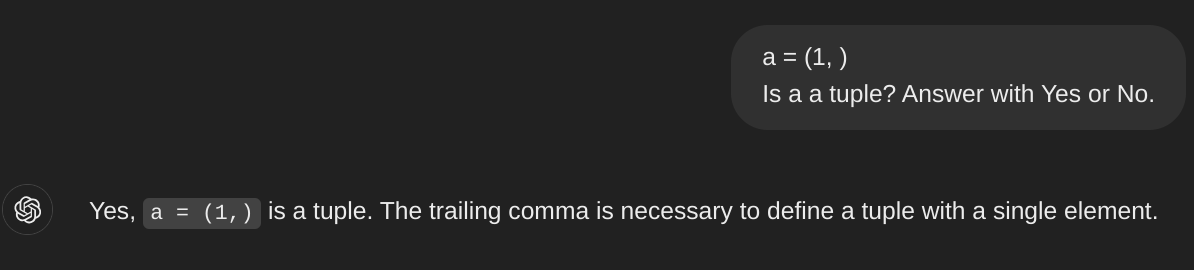 a = (1, )
Is a a tuple? Answer with Yes or No.
Yes, a = (1,) is a tuple. The trailing comma is necessary to define a tuple with a single element.